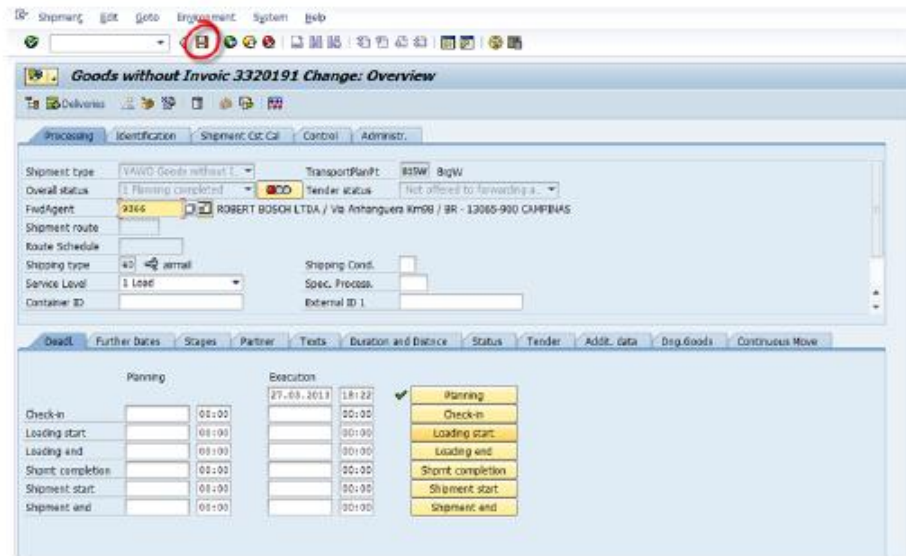 Shipment Edit Goto Environment System Help
Goods without Invoic 3320191 Change: Overview
Deliveries
Processing Identification Shipment Cst Cal Control Administr.
Shipment type VAWO Goods without I.. TransportPlanPt BigW
Overall status 1 Planning completed Tender status Not offered to forwarding a..
FwdAgent 9366 ROBERT BOSCH LTDA / Via Anhanguera Km98 / BR - 13065-900 CAMPINAS
Shipment route
Route Schedule
Shipping type airmail Shipping Cond.
Service Level 1 Load Spec. Process.
Container ID External ID 1
Deadl. Further Dates Stages Partner Texts Duration and Distnce Status Tender Addit. data Dng.Goods Continuous Move
Planning Execution
27.03.2013 18:22 Planning
Check-in 00:00 00:00 Check-in
Loading start 00:00 00:00 Loading start
Loading end 00:00 00:00 Loading end
Shpmt completion 00:00 00:00 Shpmt completion
Shipment start 00:00 00:00 Shipment start
Shipment end 00:00 00:00 Shipment end